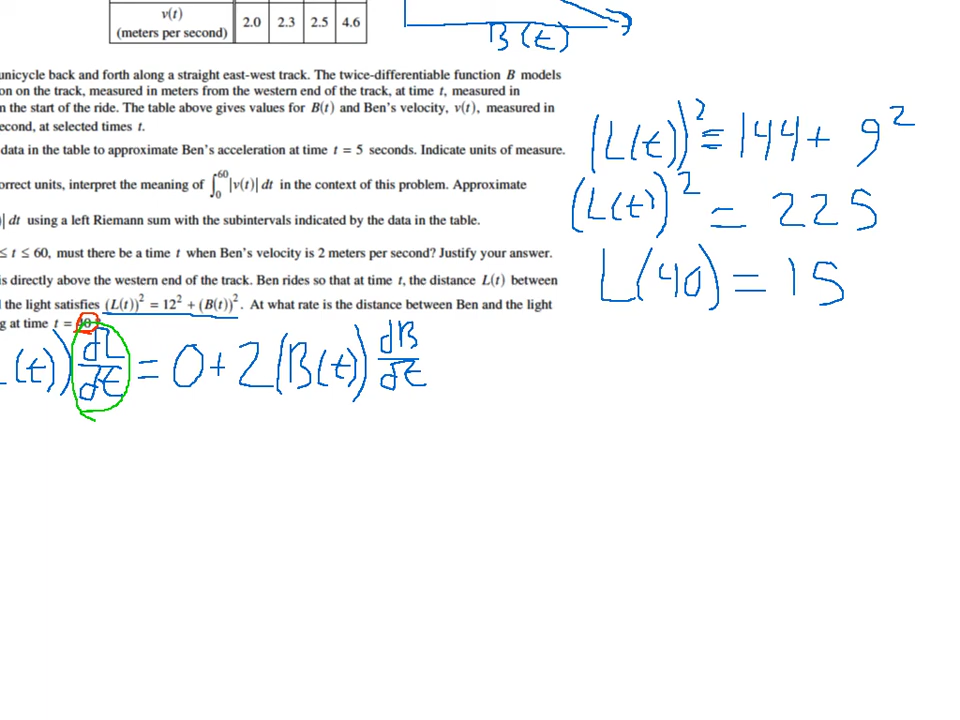 v(t)
(meters per second) 2.0 2.3 2.5 4.6
B(t)
unicycle back and forth along a straight east-west track. The twice-differentiable function B models
on on the track, measured in meters from the western end of the track, at time t, measured in
n the start of the ride. The table above gives values for B(t) and Ben's velocity, v(t), measured in
econd, at selected times t.
data in the table to approximate Ben's acceleration at time t = 5 seconds. Indicate units of measure.
orrect units, interpret the meaning of ∫₀⁶⁰ |v(t)| dt in the context of this problem. Approximate
)| dt using a left Riemann sum with the subintervals indicated by the data in the table.
≤ t ≤ 60, must there be a time t when Ben's velocity is 2 meters per second? Justify your answer.
is directly above the western end of the track. Ben rides so that at time t, the distance L(t) between
d the light satisfies (L(t))² = 12² + (B(t))². At what rate is the distance between Ben and the light
g at time t = 40 ?
(L(t))² = 144 + 9²
(L(t))² = 225
L(40) = 15
L(t)) dL/dt = 0 + 2(B(t)) dB/dt